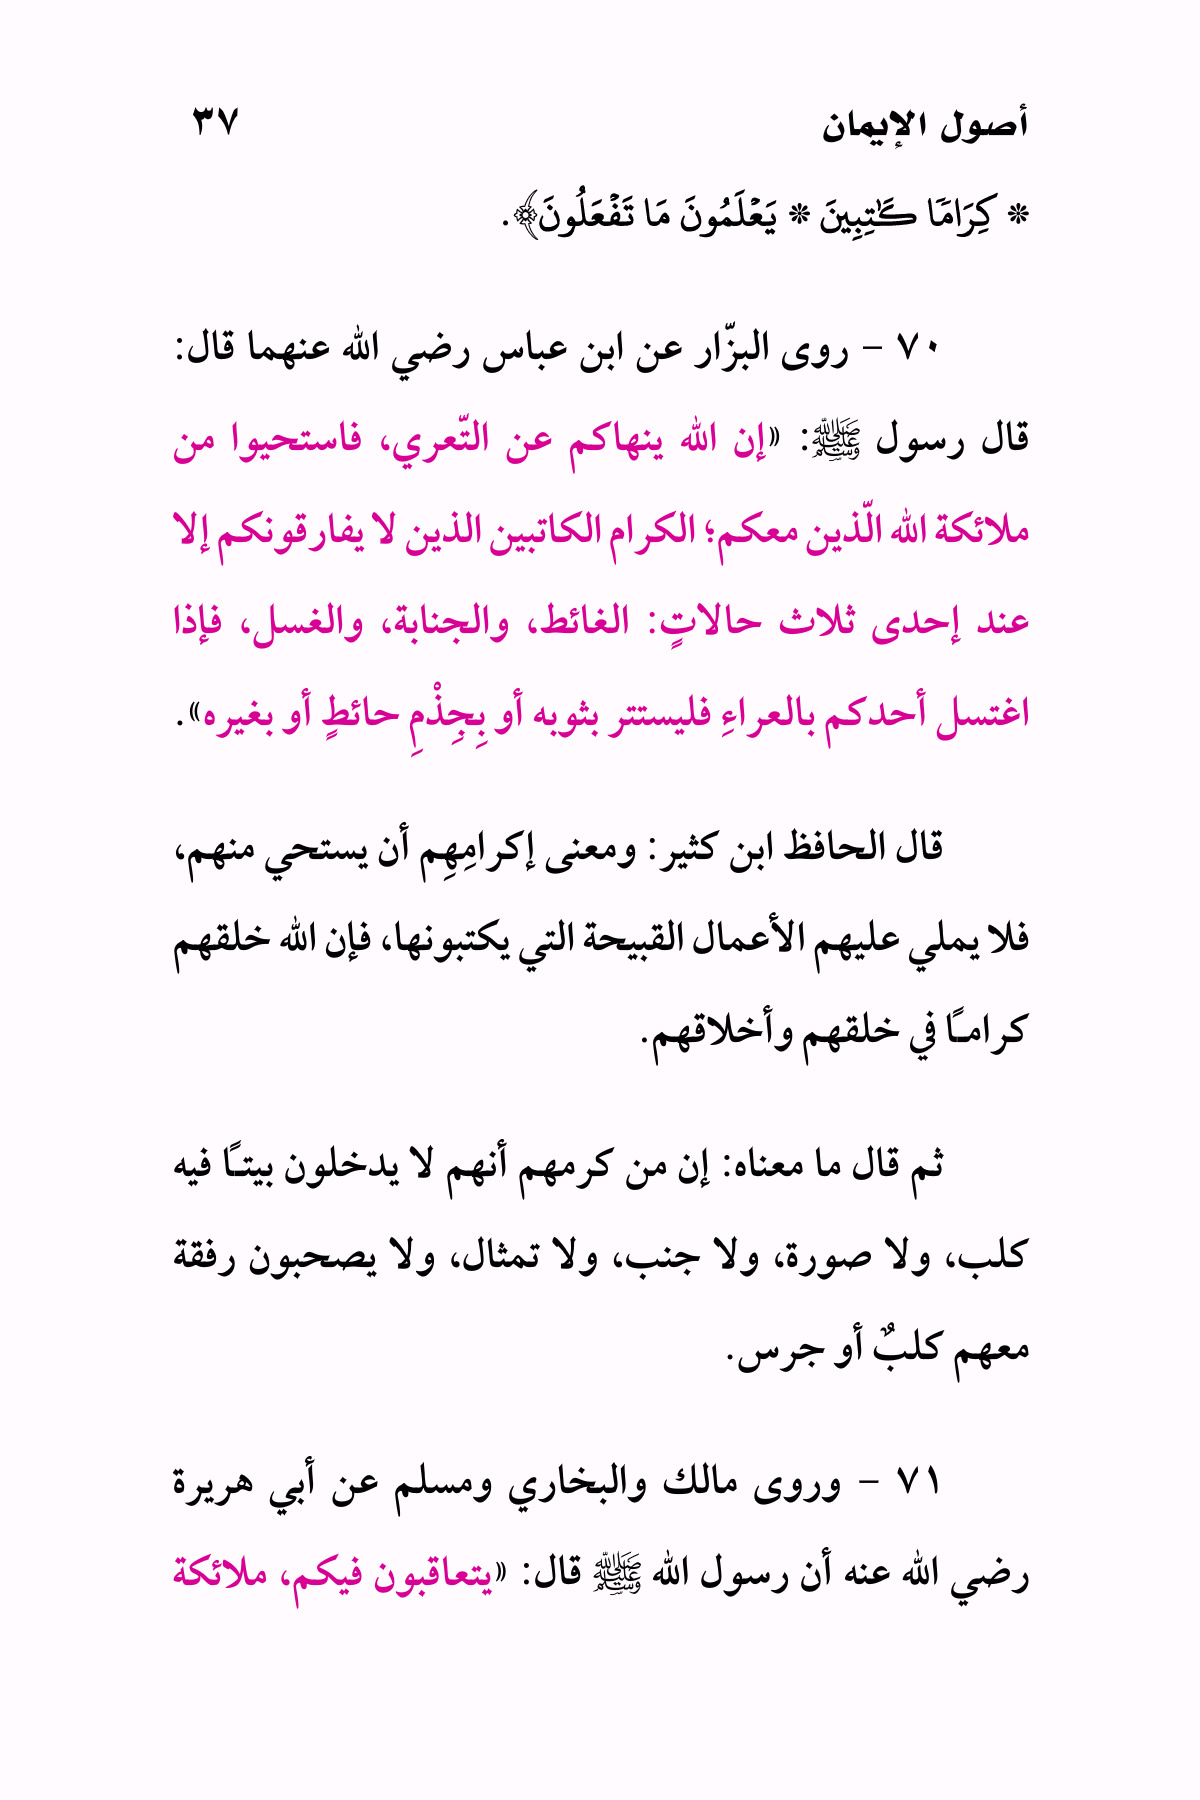 أصول الإيمان ٣٧
* كِرَامًا كَٰتِبِينَ * يَعۡلَمُونَ مَا تَفۡعَلُونَ﴾.
٧٠ – روى البزّار عن ابن عباس رضي الله عنهما قال:
قال رسول ﷺ: «إن الله ينهاكم عن التّعري، فاستحيوا من
ملائكة الله الّذين معكم؛ الكرام الكاتبين الذين لا يفارقونكم إلا
عند إحدى ثلاث حالاتٍ: الغائط، والجنابة، والغسل، فإذا
اغتسل أحدكم بالعراءِ فليستتر بثوبه أو بِجِذْمِ حائطٍ أو بغيره».
قال الحافظ ابن كثير: ومعنى إكرامِهِم أن يستحي منهم،
فلا يملي عليهم الأعمال القبيحة التي يكتبونها، فإن الله خلقهم
كرامـًا في خلقهم وأخلاقهم.
ثم قال ما معناه: إن من كرمهم أنهم لا يدخلون بيتـًا فيه
كلب، ولا صورة، ولا جنب، ولا تمثال، ولا يصحبون رفقة
معهم كلبٌ أو جرس.
٧١ – وروى مالك والبخاري ومسلم عن أبي هريرة
رضي الله عنه أن رسول الله ﷺ قال: «يتعاقبون فيكم، ملائكة